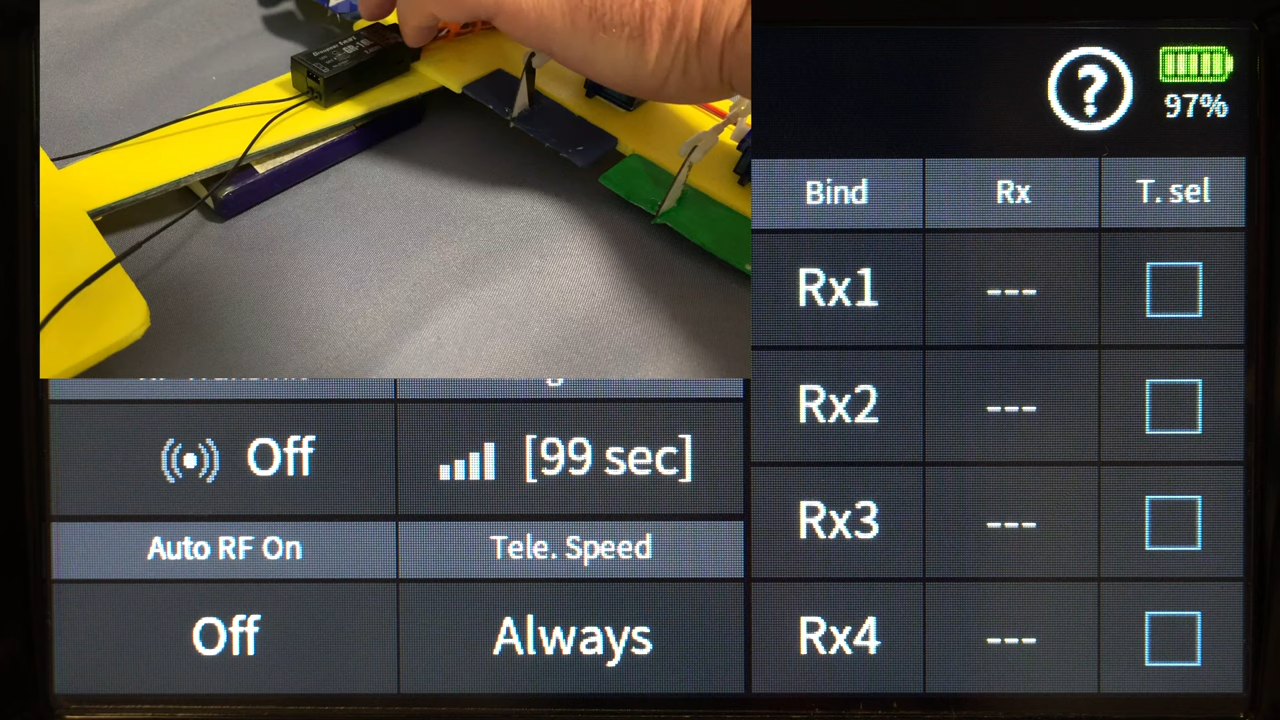 97%
Bind Rx T. sel
Rx1 ---
Rx2 ---
Off [99 sec]
Rx3 ---
Auto RF On Tele. Speed
Off Always
Rx4 ---